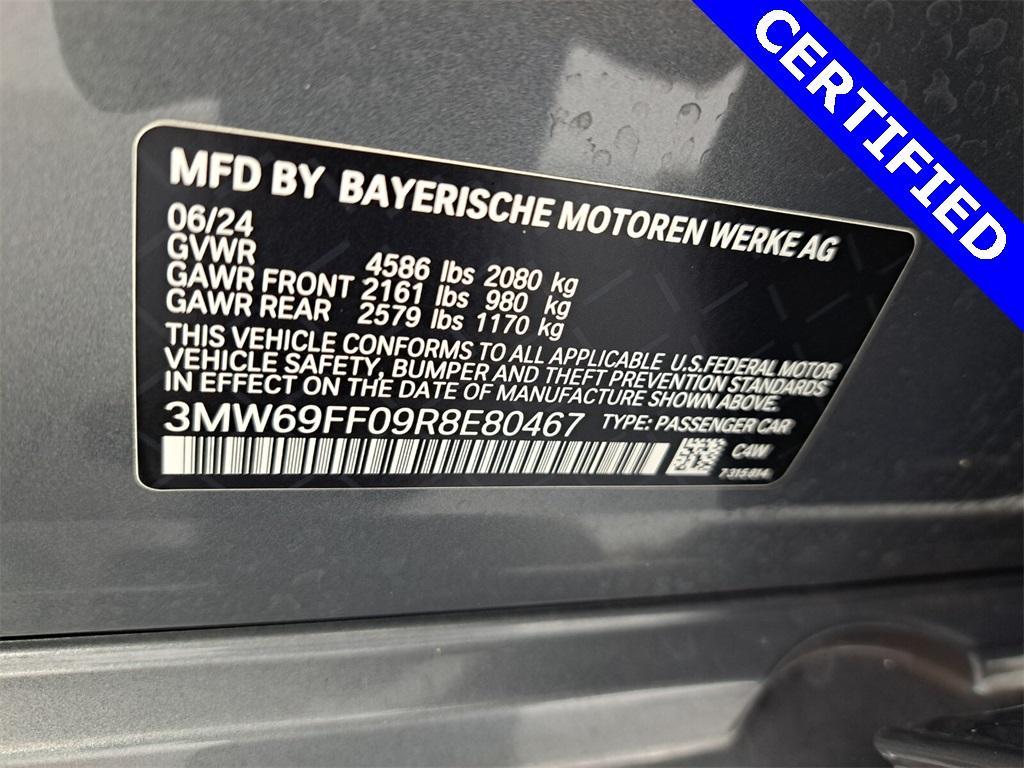 CERTIFIED
MFD BY BAYERISCHE MOTOREN WERKE AG
06/24
GVWR 4586 lbs 2080 kg
GAWR FRONT 2161 lbs 980 kg
GAWR REAR 2579 lbs 1170 kg
THIS VEHICLE CONFORMS TO ALL APPLICABLE U.S.FEDERAL MOTOR
VEHICLE SAFETY, BUMPER AND THEFT PREVENTION STANDARDS
IN EFFECT ON THE DATE OF MANUFACTURE SHOWN ABOVE.
3MW69FF09R8E80467 TYPE: PASSENGER CAR
C4W
7315814